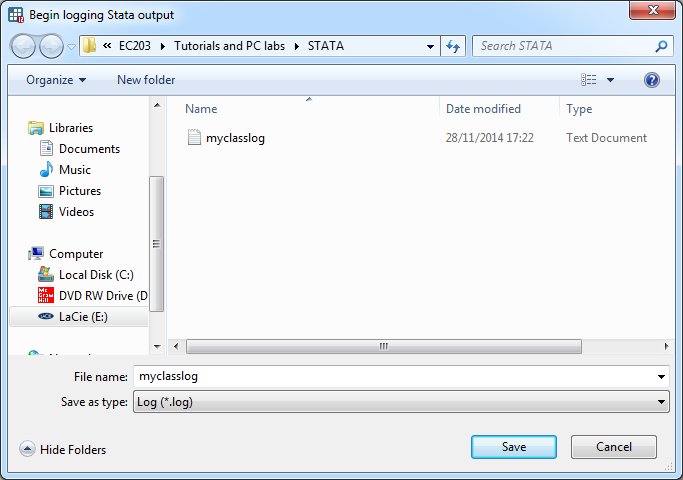 Begin logging Stata output
« EC203 Tutorials and PC labs STATA Search STATA
Organize New folder
Name Date modified Type
myclasslog 28/11/2014 17:22 Text Document
Libraries
Documents
Music
Pictures
Videos
Computer
Local Disk (C:)
DVD RW Drive (D
LaCie (E:)
File name: myclasslog
Save as type: Log (*.log)
Hide Folders Save Cancel